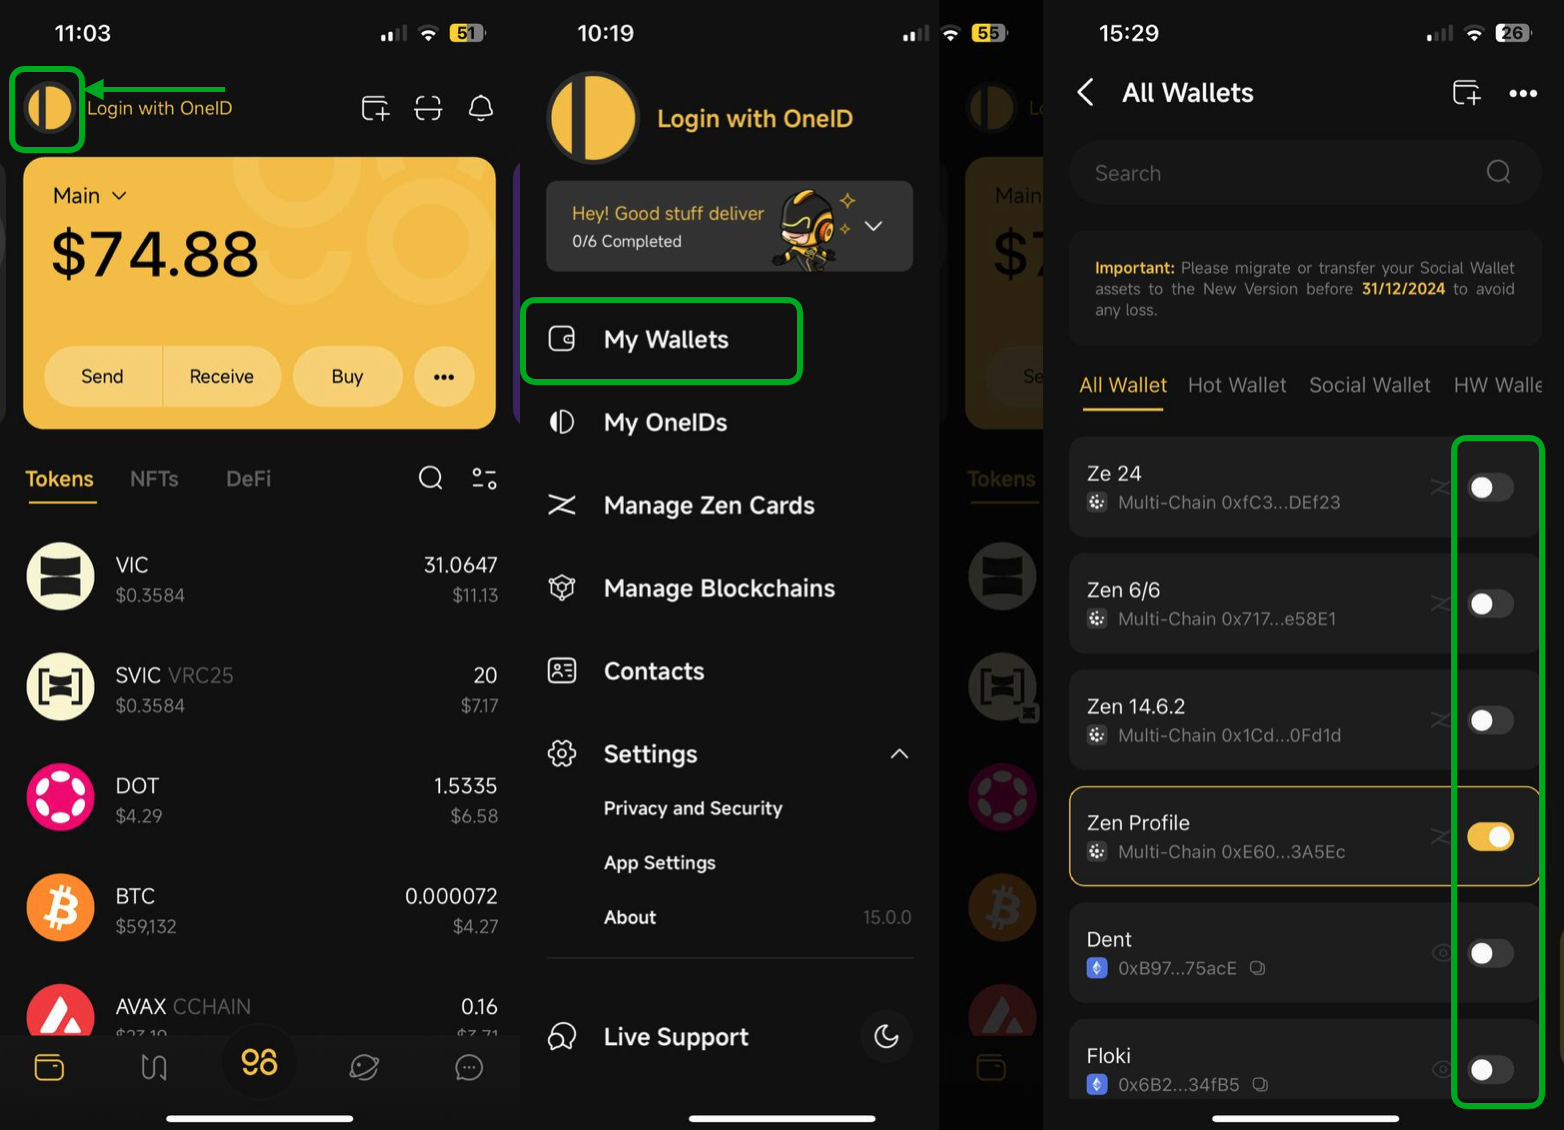 11:03
51
Login with OneID
Main
$74.88
Send
Receive
Buy
Tokens
NFTs
DeFi
VIC
31.0647
$0.3584
$11.13
SVIC VRC25
20
$0.3584
$7.17
DOT
1.5335
$4.29
$6.58
BTC
0.000072
$59,132
$4.27
AVAX CCHAIN
0.16
10:19
55
Login with OneID
Hey! Good stuff deliver
0/6 Completed
My Wallets
My OneIDs
Manage Zen Cards
Manage Blockchains
Contacts
Settings
Privacy and Security
App Settings
About
15.0.0
Live Support
Main
Tokens
15:29
26
All Wallets
Search
Important: Please migrate or transfer your Social Wallet
assets to the New Version before 31/12/2024 to avoid
any loss.
All Wallet
Hot Wallet
Social Wallet
HW Walle
Ze 24
Multi-Chain 0xfC3...DEf23
Zen 6/6
Multi-Chain 0x717...e58E1
Zen 14.6.2
Multi-Chain 0x1Cd...0Fd1d
Zen Profile
Multi-Chain 0xE60...3A5Ec
Dent
0xB97...75acE
Floki
0x6B2...34fB5